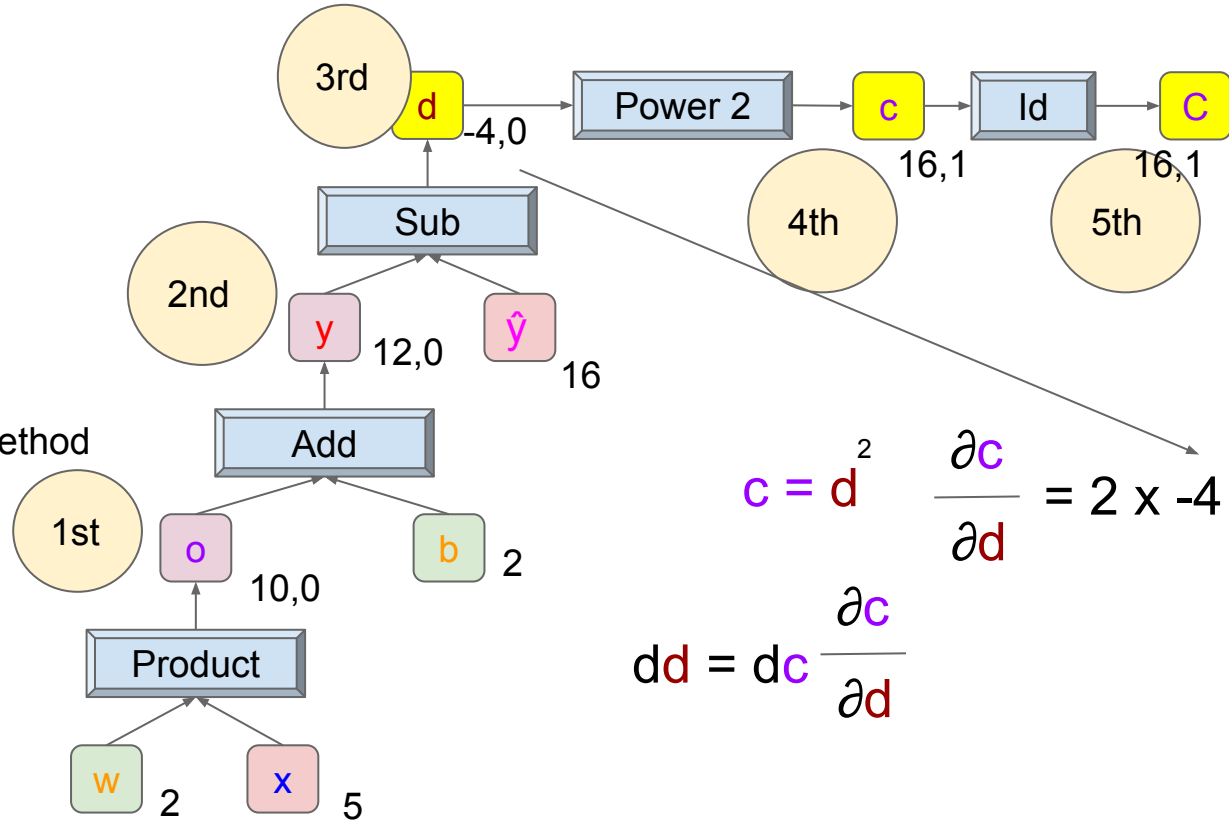 3rd
d
-4,0
Power 2
c
16,1
Id
C
16,1
Sub
4th
5th
2nd
y
12,0
ŷ
16
ethod
Add
1st
o
10,0
b
2
c = d²
∂c
∂d
= 2 x -4
Product
dd = dc
∂c
∂d
w
2
x
5